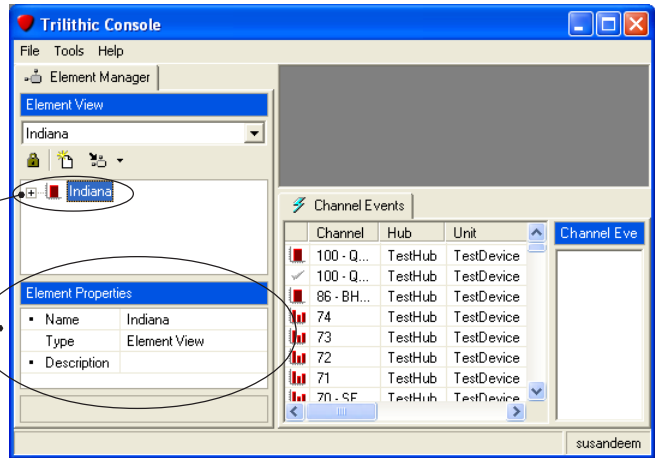 Trilithic Console
File Tools Help
Element Manager
Element View
Indiana
Indiana
Element Properties
Name Indiana
Type Element View
Description
Channel Events
Channel Hub Unit
100 - Q... TestHub TestDevice
100 - Q... TestHub TestDevice
86 - BH... TestHub TestDevice
74 TestHub TestDevice
73 TestHub TestDevice
72 TestHub TestDevice
71 TestHub TestDevice
70 - SE TestHub TestDevice
Channel Eve
susandeem